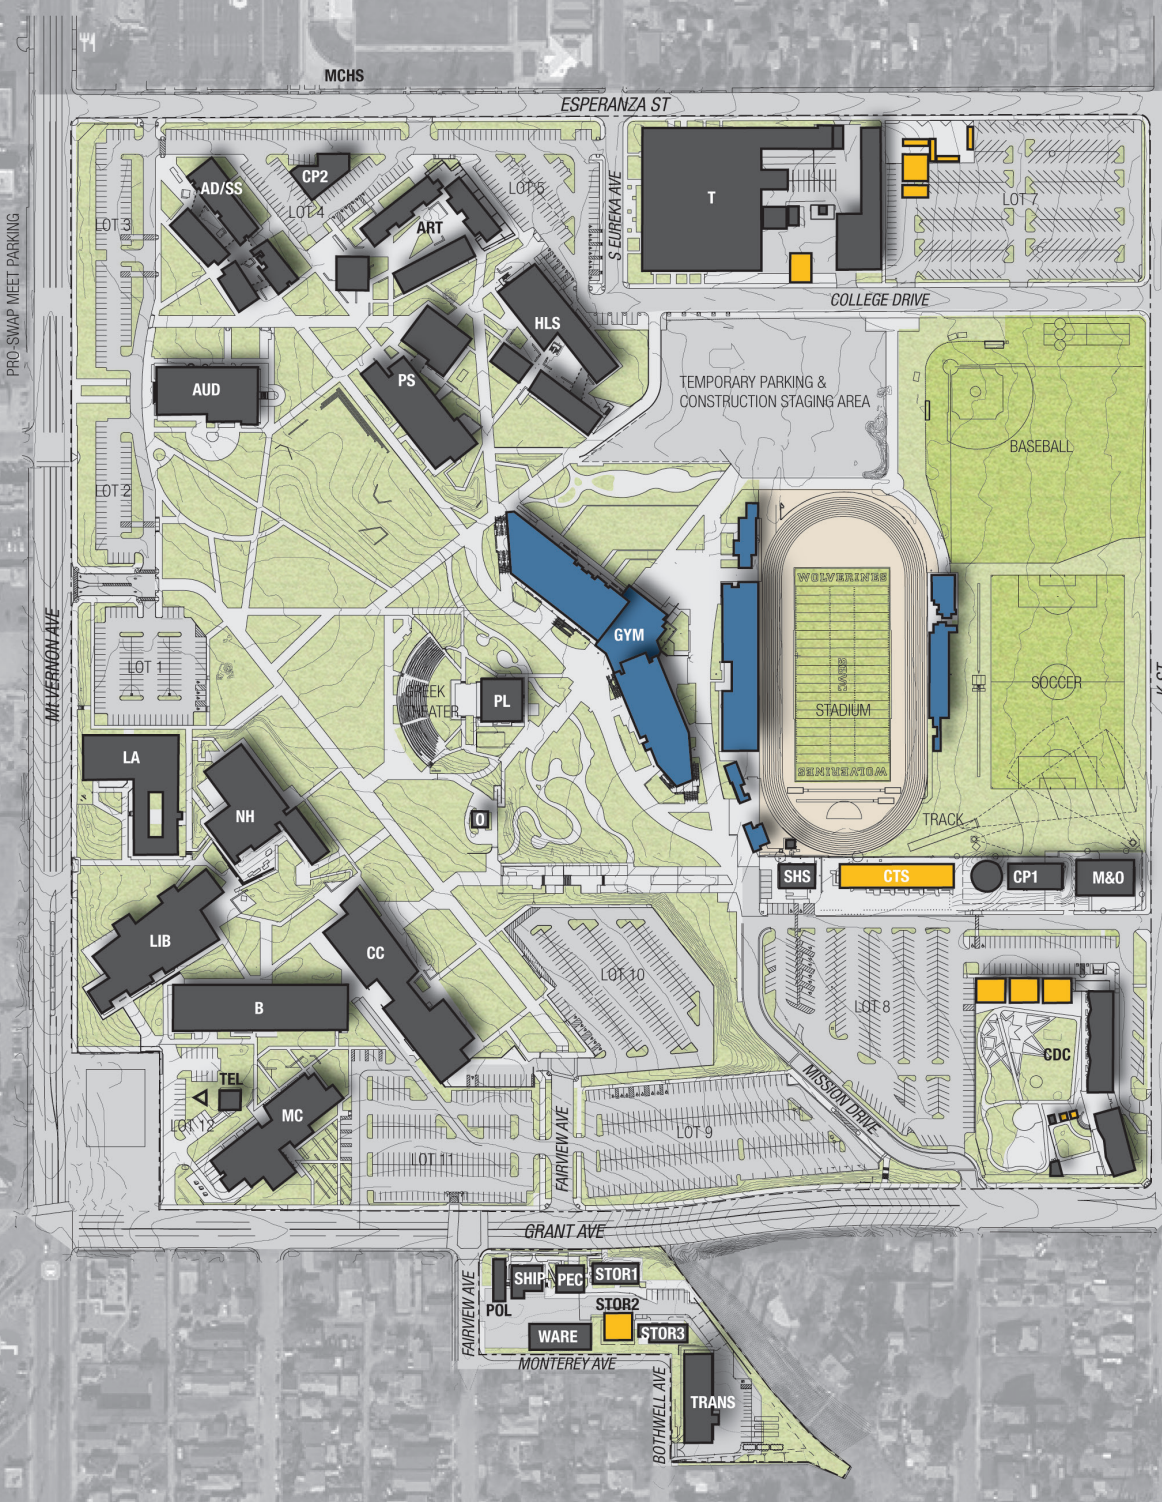 MCHS
ESPERANZA ST
PRO-SWAP MEET PARKING
AD/SS
CP2
LOT 4
LOT 5
LOT 3
ART
S EUREKA AVE
T
LOT 7
COLLEGE DRIVE
HLS
AUD
PS
TEMPORARY PARKING &
CONSTRUCTION STAGING AREA
BASEBALL
LOT 2
WOLVERINES
GYM
MT VERNON AVE
LOT 1
GREEK
THEATER
PL
SBVC
STADIUM
SOCCER
K ST
LA
WOLVERINES
NH
O
TRACK
SHS
CTS
CP1
M&O
LIB
CC
LOT 10
LOT 8
B
CDC
TEL
MC
LOT 12
MISSION DRIVE
FAIRVIEW AVE
LOT 9
LOT 11
GRANT AVE
FAIRVIEW AVE
SHIP
PEC
STOR1
POL
STOR2
WARE
STOR3
MONTEREY AVE
BOTHWELL AVE
TRANS